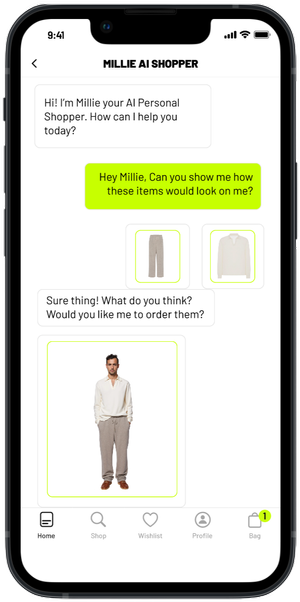 9:41
MILLIE AI SHOPPER
Hi! I'm Millie your AI Personal
Shopper. How can I help you
today?
Hey Millie, Can you show me how
these items would look on me?
Sure thing! What do you think?
Would you like me to order them?
Home
Shop
Wishlist
Profile
1
Bag